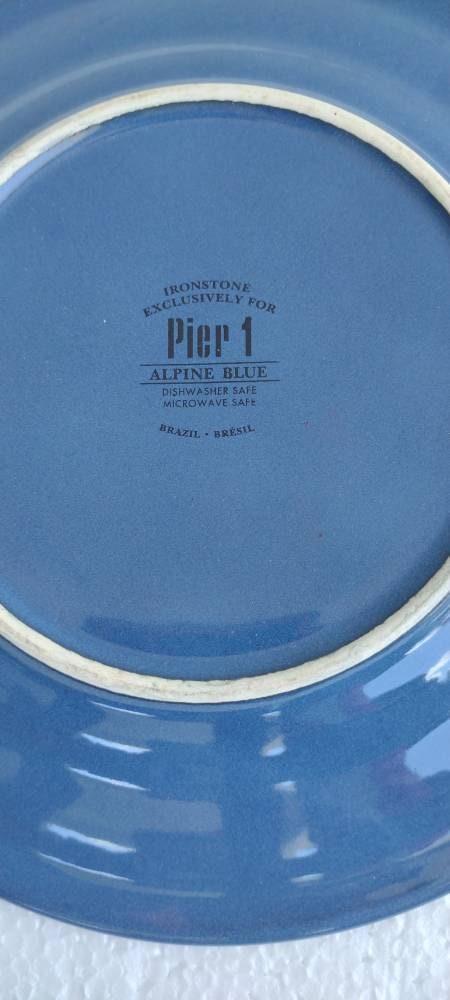 IRONSTONE
EXCLUSIVELY FOR
Pier 1
ALPINE BLUE
DISHWASHER SAFE
MICROWAVE SAFE
BRAZIL • BRÉSIL